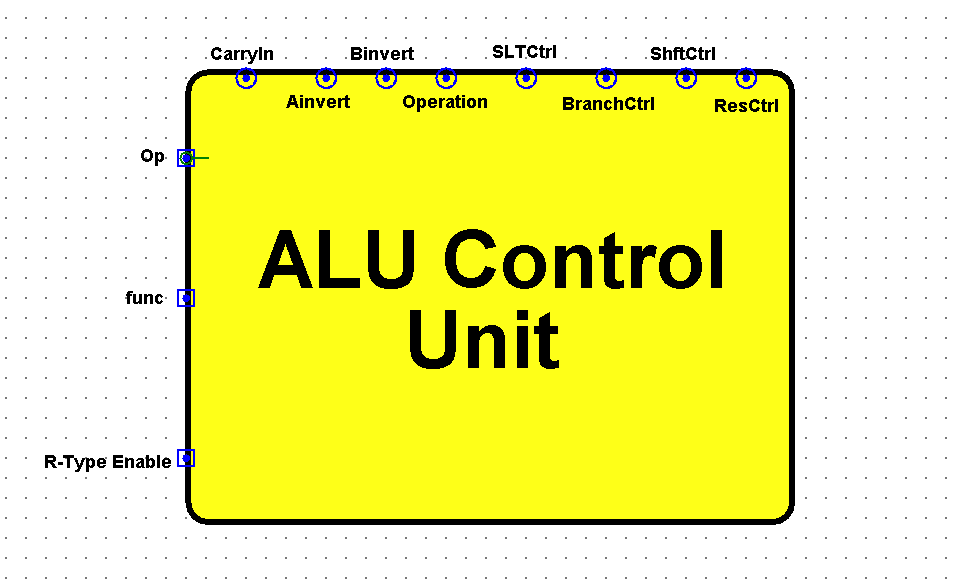 CarryIn Binvert SLTCtrl ShftCtrl
Ainvert Operation BranchCtrl ResCtrl
Op
ALU Control
Unit
func
R-Type Enable